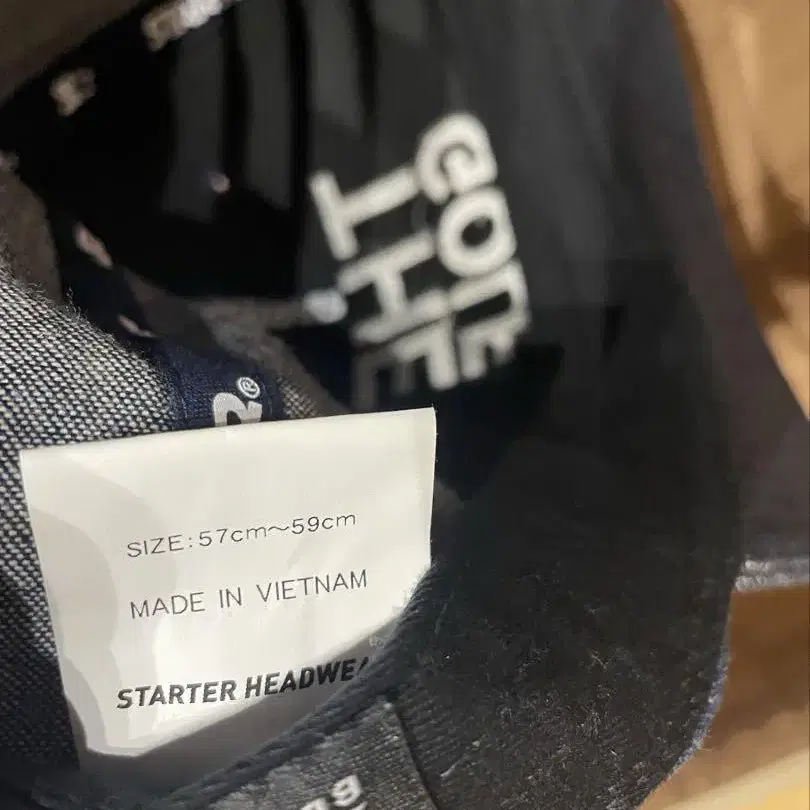 GONE
THE
R®
SIZE:57cm～59cm
MADE IN VIETNAM
STARTER HEADWEA